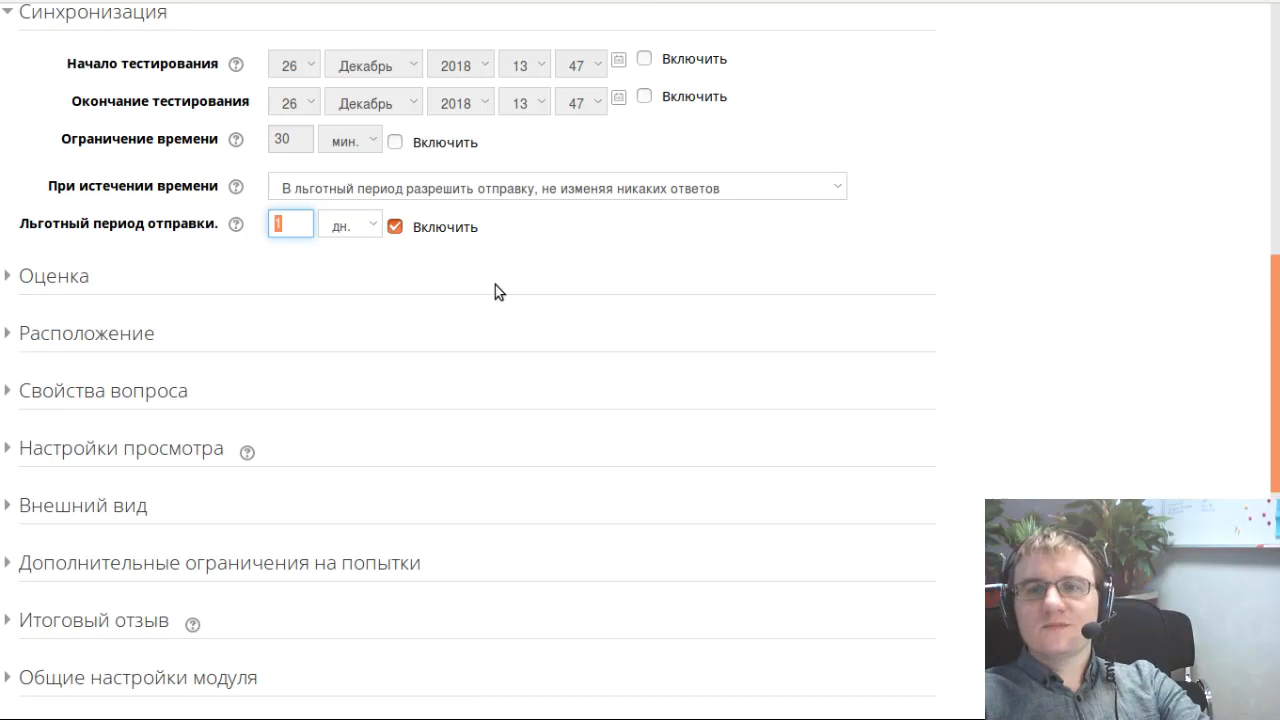 Синхронизация
Начало тестирования 26 Декабрь 2018 13 47 Включить
Окончание тестирования 26 Декабрь 2018 13 47 Включить
Ограничение времени 30 мин. Включить
При истечении времени В льготный период разрешить отправку, не изменяя никаких ответов
Льготный период отправки. 1 дн. Включить
Оценка
Расположение
Свойства вопроса
Настройки просмотра
Внешний вид
Дополнительные ограничения на попытки
Итоговый отзыв
Общие настройки модуля